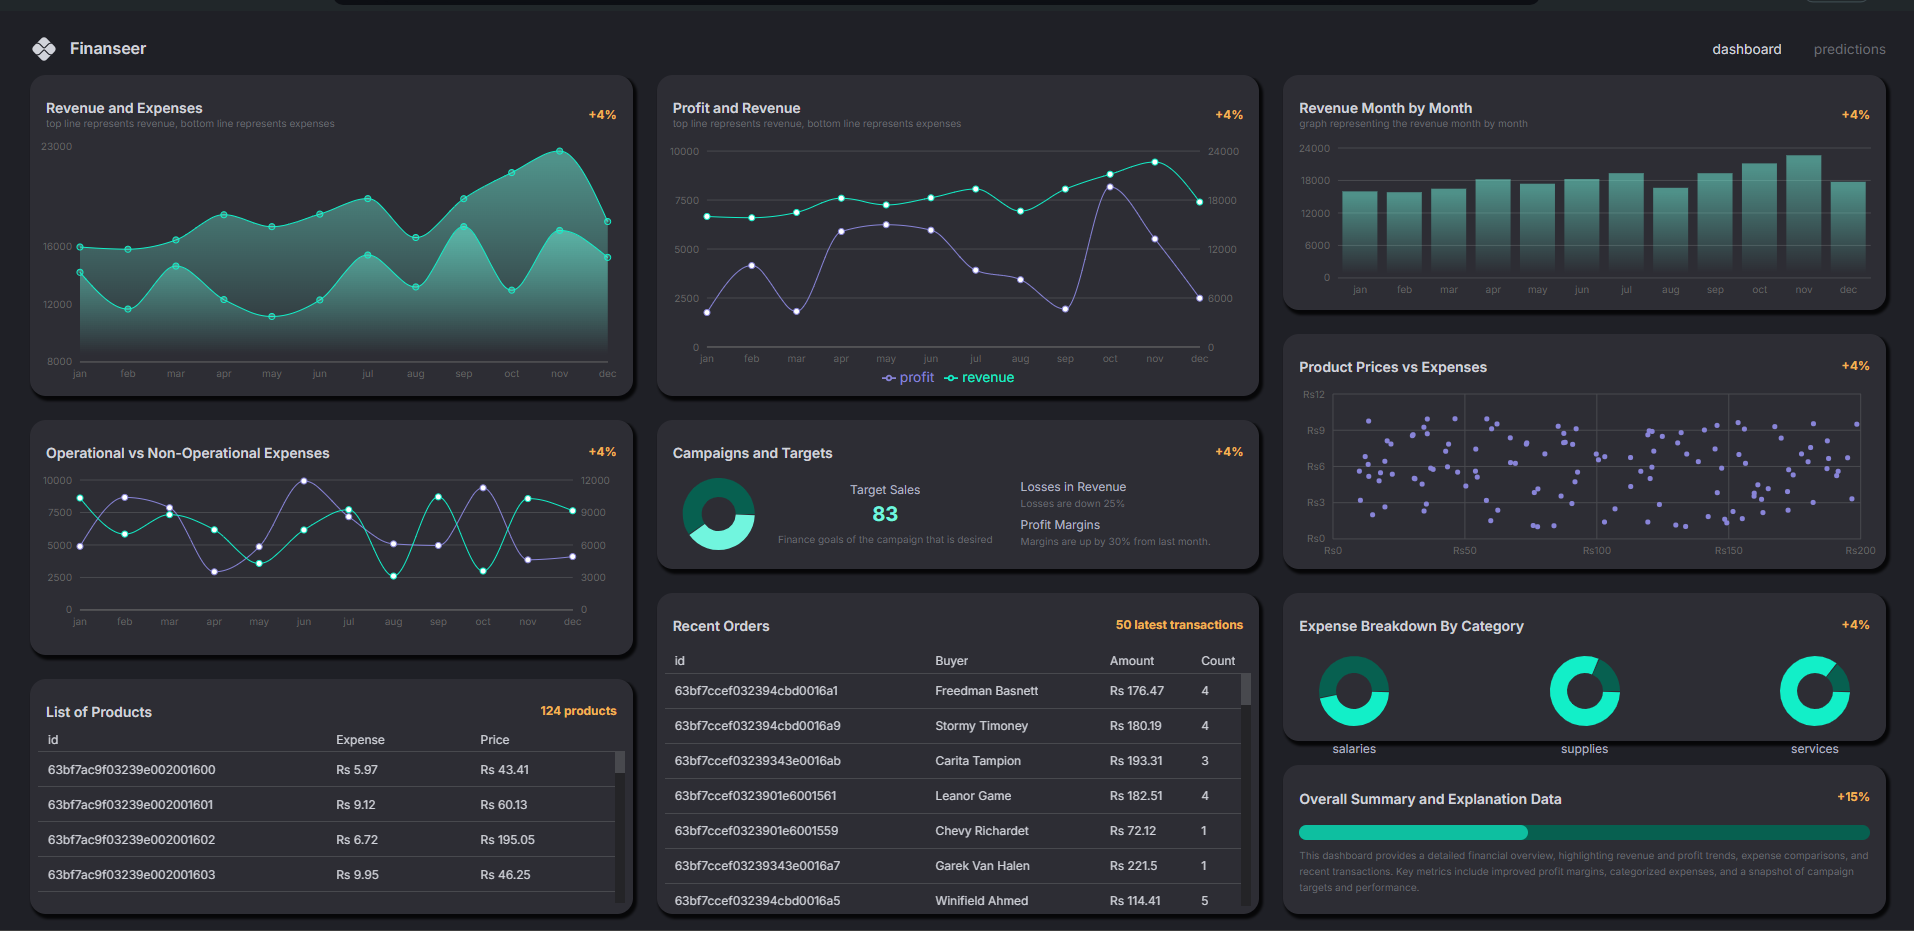 Finanseer
dashboard
predictions
Revenue and Expenses
top line represents revenue, bottom line represents expenses
+4%
23000
16000
12000
8000
jan feb mar apr may jun jul aug sep oct nov dec
Operational vs Non-Operational Expenses
+4%
10000 12000
7500 9000
5000 6000
2500 3000
0 0
jan feb mar apr may jun jul aug sep oct nov dec
List of Products
124 products
id Expense Price
63bf7ac9f03239e002001600 Rs 5.97 Rs 43.41
63bf7ac9f03239e002001601 Rs 9.12 Rs 60.13
63bf7ac9f03239e002001602 Rs 6.72 Rs 195.05
63bf7ac9f03239e002001603 Rs 9.95 Rs 46.25
Profit and Revenue
top line represents revenue, bottom line represents expenses
+4%
10000 24000
7500 18000
5000 12000
2500 6000
0 0
jan feb mar apr may jun jul aug sep oct nov dec
profit revenue
Campaigns and Targets
+4%
Target Sales
83
Finance goals of the campaign that is desired
Losses in Revenue
Losses are down 25%
Profit Margins
Margins are up by 30% from last month.
Recent Orders
50 latest transactions
id Buyer Amount Count
63bf7ccef032394cbd0016a1 Freedman Basnett Rs 176.47 4
63bf7ccef032394cbd0016a9 Stormy Timoney Rs 180.19 4
63bf7ccef03239343e0016ab Carita Tampion Rs 193.31 3
63bf7ccef0323901e6001561 Leanor Game Rs 182.51 4
63bf7ccef0323901e6001559 Chevy Richardet Rs 72.12 1
63bf7ccef03239343e0016a7 Garek Van Halen Rs 221.5 1
63bf7ccef032394cbd0016a5 Winifield Ahmed Rs 114.41 5
Revenue Month by Month
graph representing the revenue month by month
+4%
24000
18000
12000
6000
0
jan feb mar apr may jun jul aug sep oct nov dec
Product Prices vs Expenses
+4%
Rs12
Rs9
Rs6
Rs3
Rs0
Rs0 Rs50 Rs100 Rs150 Rs200
Expense Breakdown By Category
+4%
salaries supplies services
Overall Summary and Explanation Data
+15%
This dashboard provides a detailed financial overview, highlighting revenue and profit trends, expense comparisons, and
recent transactions. Key metrics include improved profit margins, categorized expenses, and a snapshot of campaign
targets and performance.